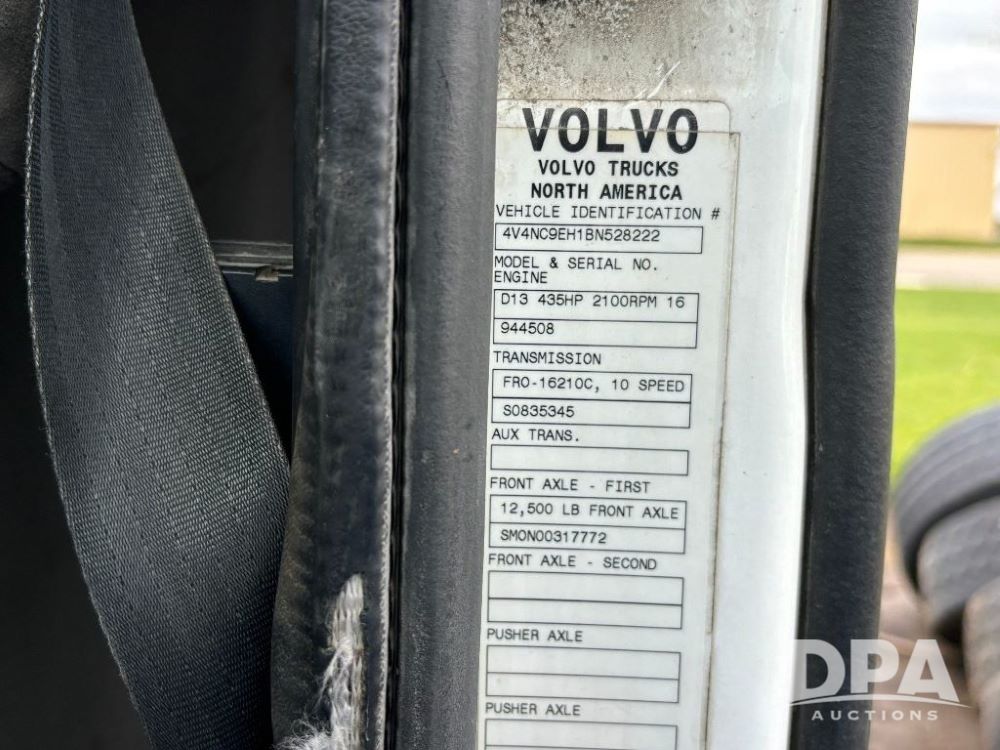 VOLVO
VOLVO TRUCKS
NORTH AMERICA
VEHICLE IDENTIFICATION #
4V4NC9EH1BN528222
MODEL & SERIAL NO.
ENGINE
D13 435HP 2100RPM 16
944508
TRANSMISSION
FRO-16210C, 10 SPEED
S0835345
AUX TRANS.
FRONT AXLE - FIRST
12,500 LB FRONT AXLE
SMON00317772
FRONT AXLE - SECOND
PUSHER AXLE
PUSHER AXLE
DPA
AUCTIONS